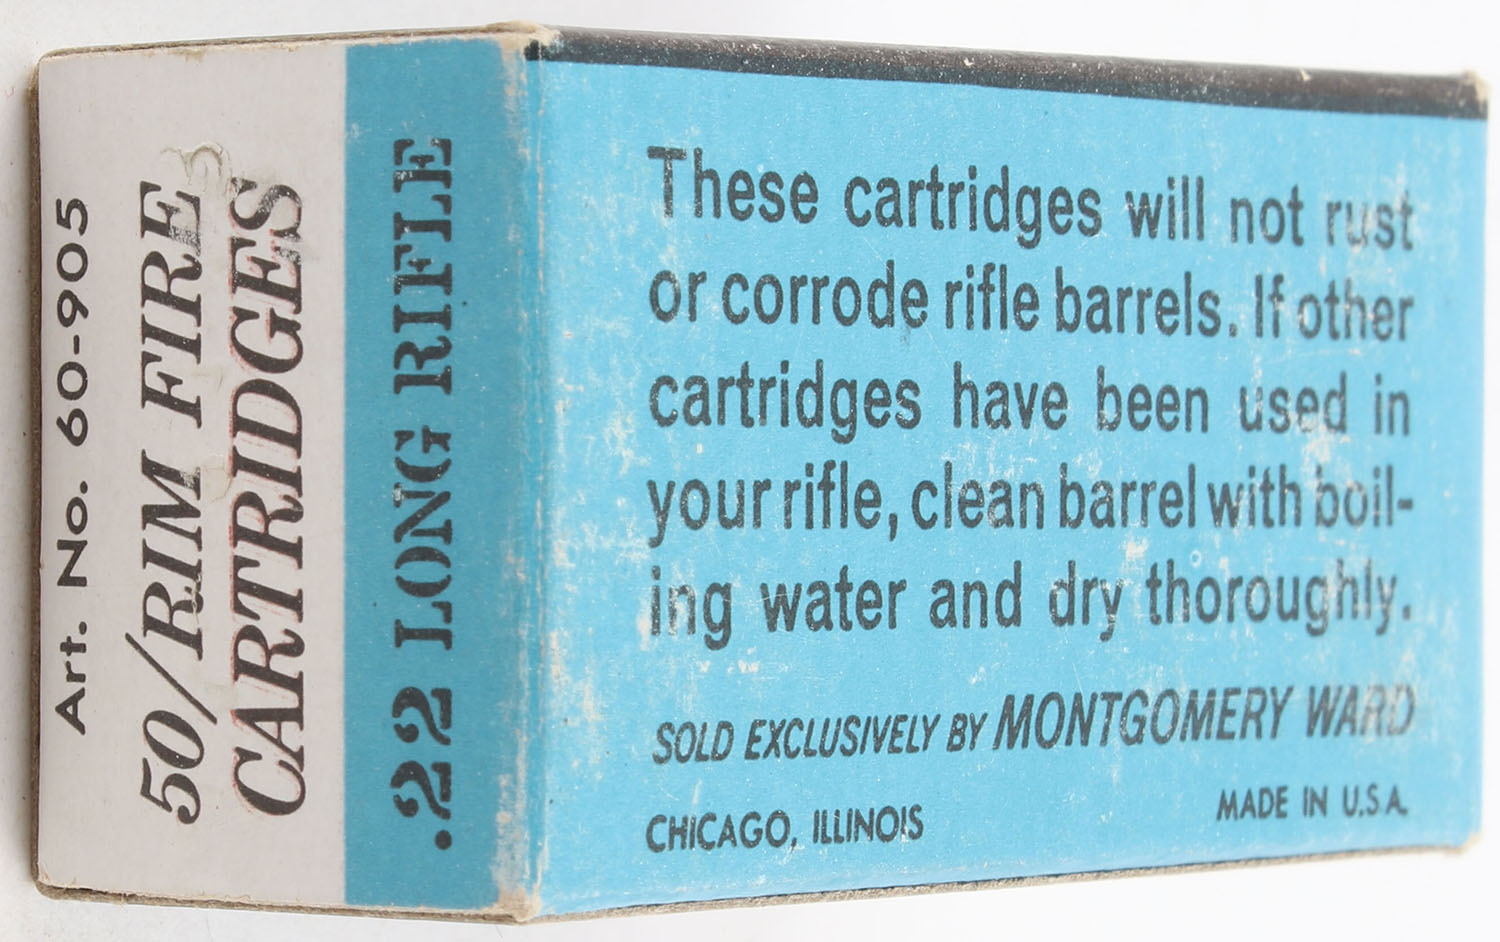 Art. No. 60-905
50/RIM FIRE
CARTRIDGES
.22 LONG RIFLE
These cartridges will not rust
or corrode rifle barrels. If other
cartridges have been used in
your rifle, clean barrel with boil-
ing water and dry thoroughly.
SOLD EXCLUSIVELY BY MONTGOMERY WARD
CHICAGO, ILLINOIS MADE IN U.S.A.